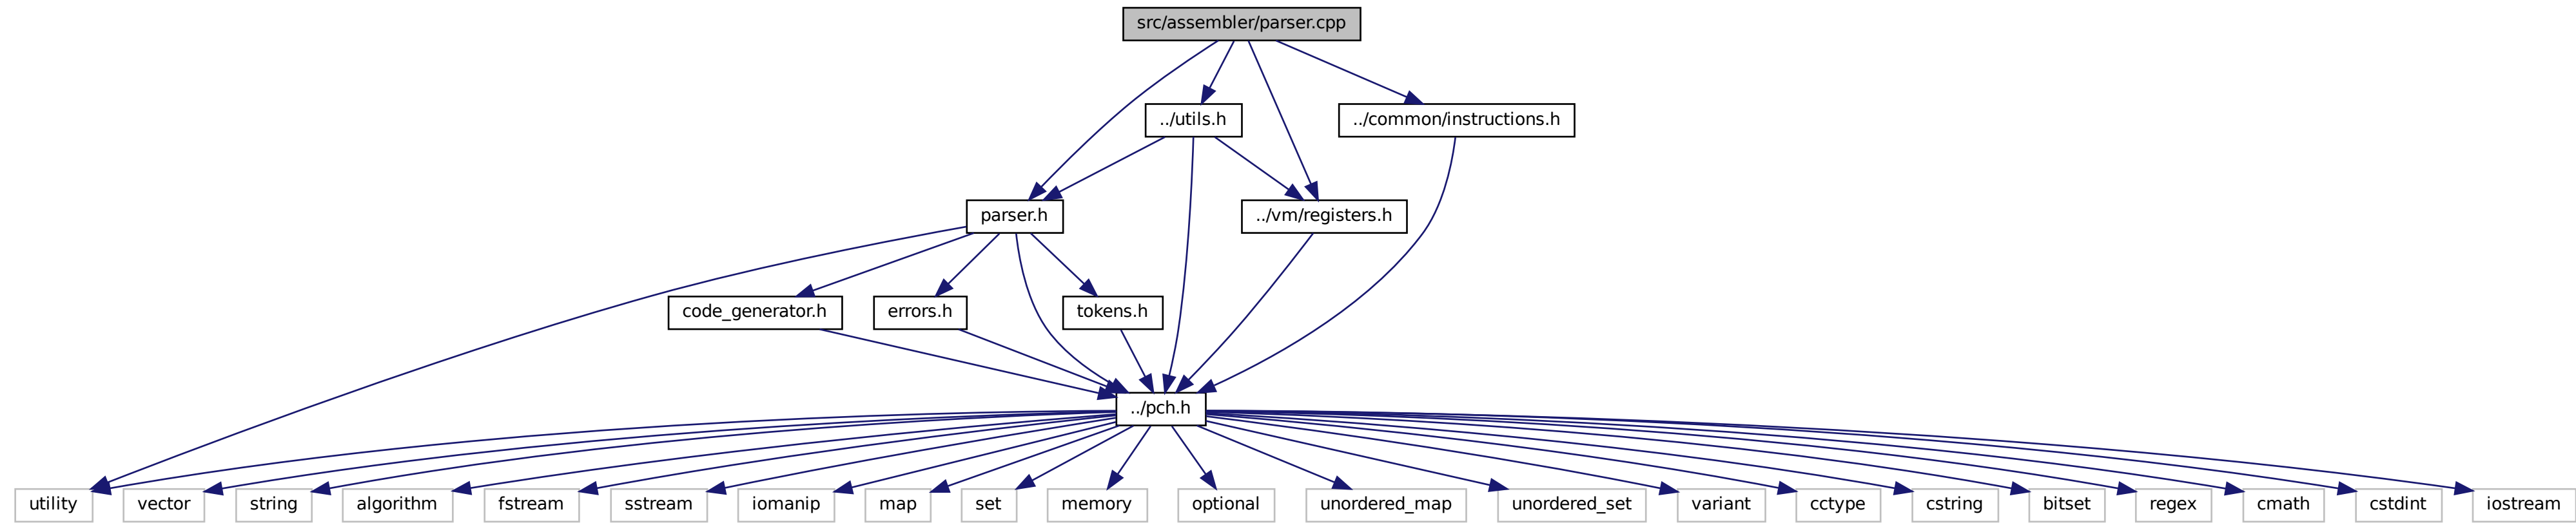 src/assembler/parser.cpp
../utils.h
../common/instructions.h
parser.h
../vm/registers.h
code_generator.h
errors.h
tokens.h
../pch.h
utility
vector
string
algorithm
fstream
sstream
iomanip
map
set
memory
optional
unordered_map
unordered_set
variant
cctype
cstring
bitset
regex
cmath
cstdint
iostream